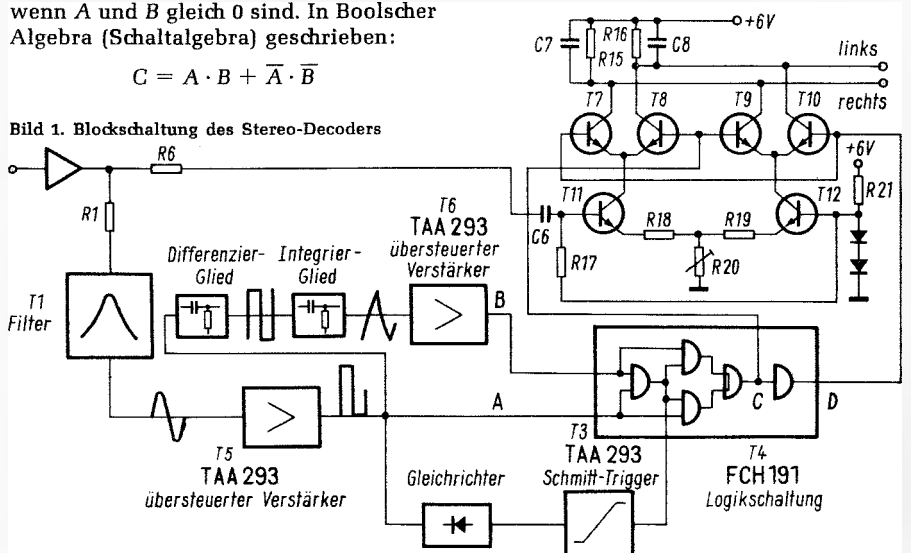 wenn A und B gleich 0 sind. In Boolscher
Algebra (Schaltalgebra) geschrieben:
C = A · B + A̅ · B̅
Bild 1. Blockschaltung des Stereo-Decoders
+6V
C7
R16
R15
C8
links
rechts
T7
T8
T9
T10
+6V
R6
R1
T11
T12
R21
C6
R18
R19
R17
R20
T6
TAA 293
übersteuerter
Verstärker
Differenzier-
Glied
Integrier-
Glied
T1
Filter
>
B
A
>
C
D
T5
TAA 293
übersteuerter Verstärker
T3
TAA 293
Schmitt-Trigger
T4
FCH 191
Logikschaltung
Gleichrichter